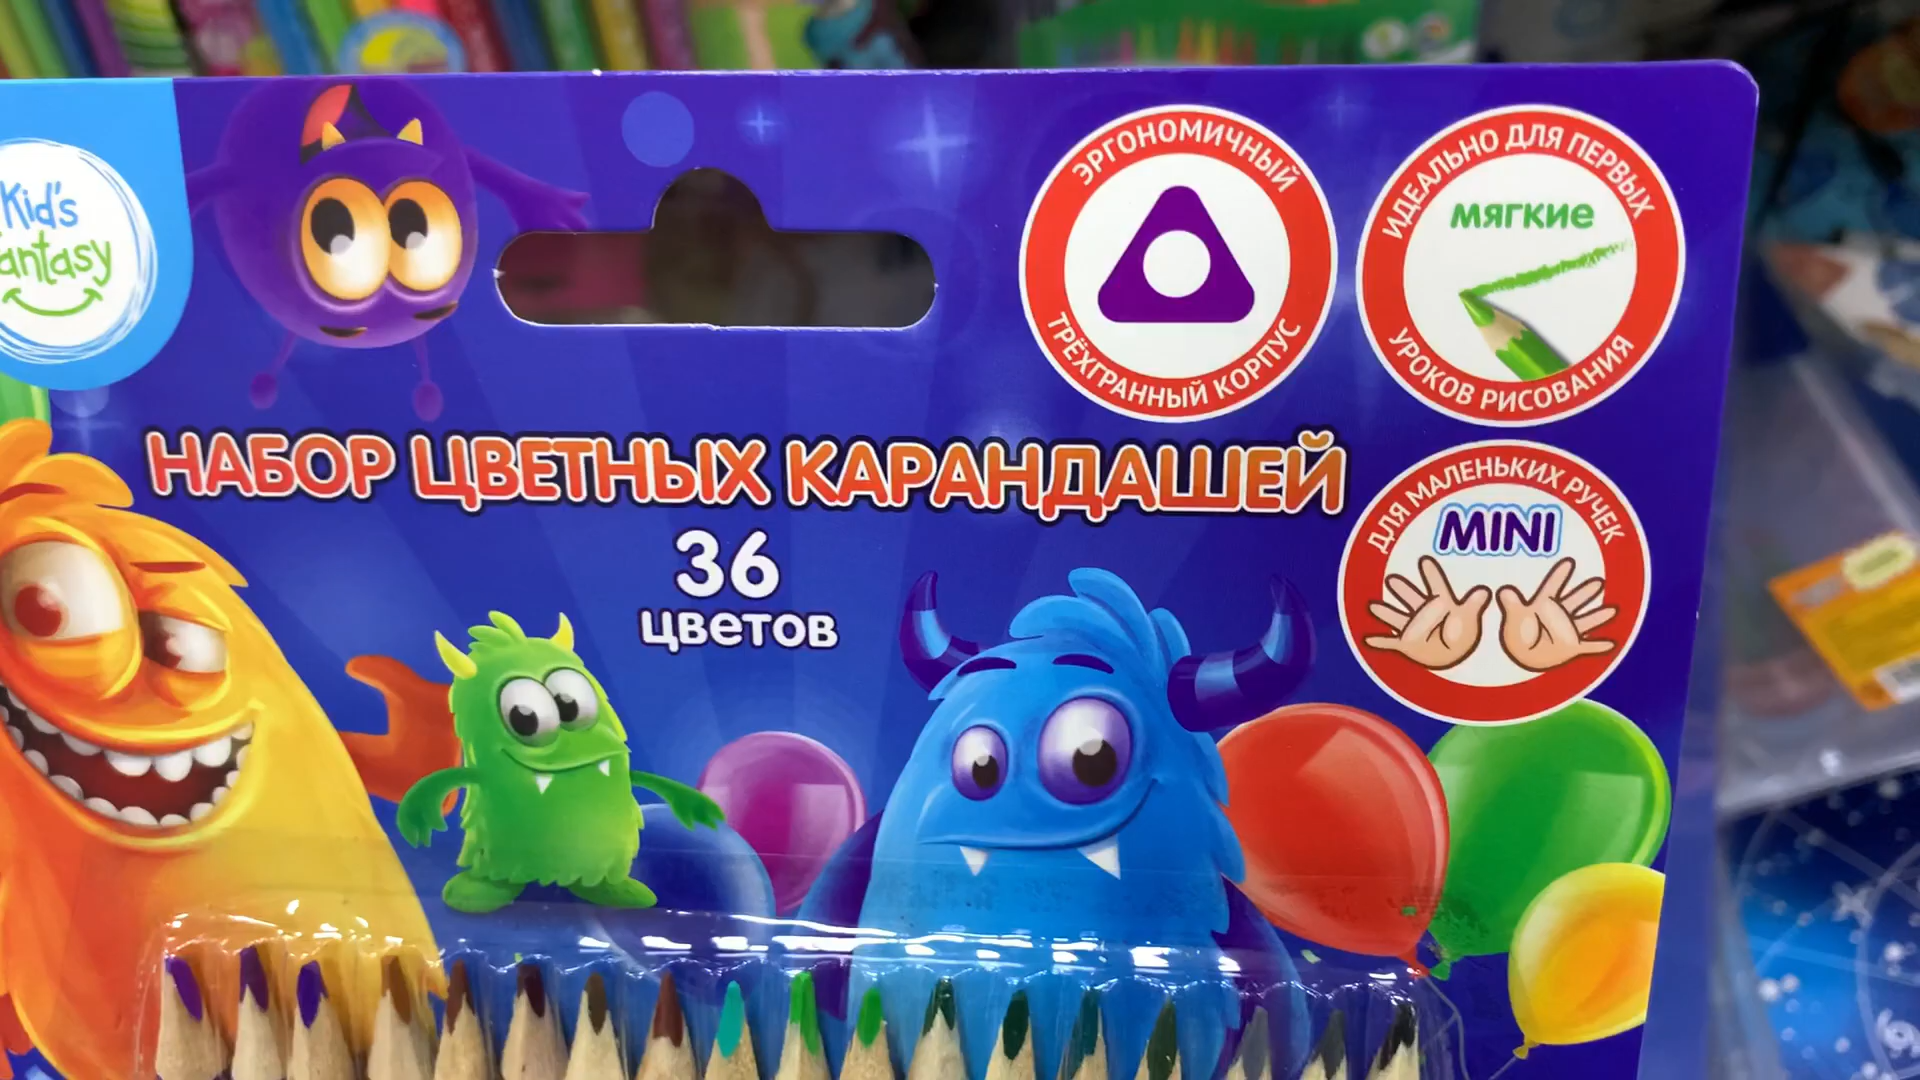 Kid's
antasy
ЭРГОНОМИЧНЫЙ
ТРЁХГРАННЫЙ КОРПУС
ИДЕАЛЬНО ДЛЯ ПЕРВЫХ
мягкие
УРОКОВ РИСОВАНИЯ
НАБОР ЦВЕТНЫХ КАРАНДАШЕЙ
36
цветов
ДЛЯ МАЛЕНЬКИХ РУЧЕК
MINI